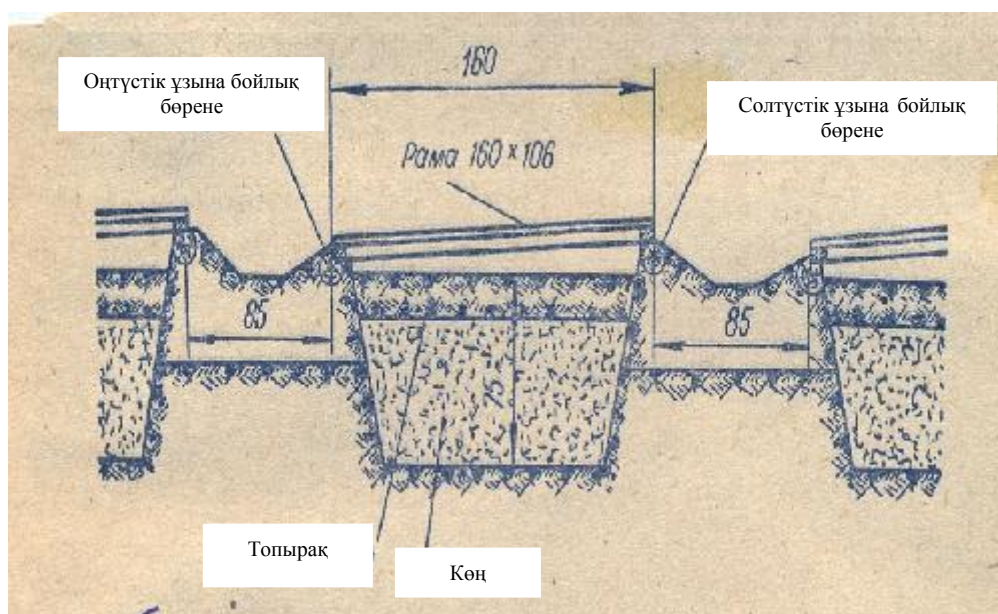 160
Оңтүстік ұзына бойлық
бөрене
Солтүстік ұзына бойлық
бөрене
Рама 160×106
85
85
75
Топырақ
Көң